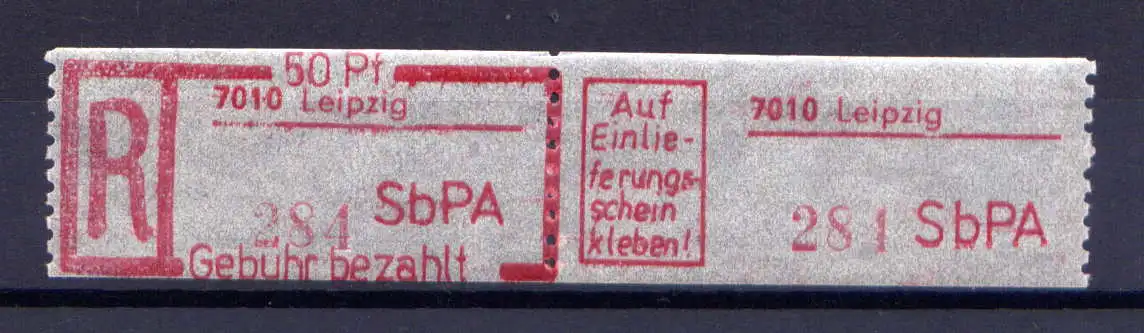 50 Pf
R
7010 Leipzig
284 SbPA
Gebühr bezahlt
Auf
Einlie-
ferungs-
schein
kleben!
7010 Leipzig
284 SbPA